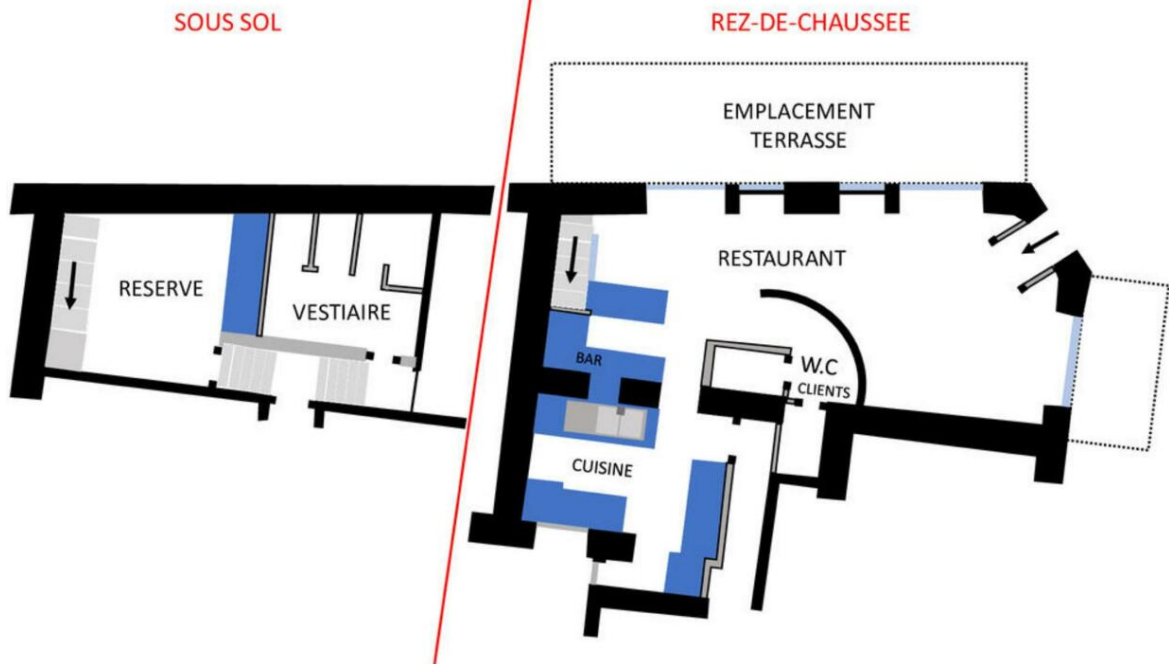 SOUS SOL
REZ-DE-CHAUSSEE
EMPLACEMENT
TERRASSE
RESTAURANT
RESERVE
VESTIAIRE
BAR
W.C
CLIENTS
CUISINE